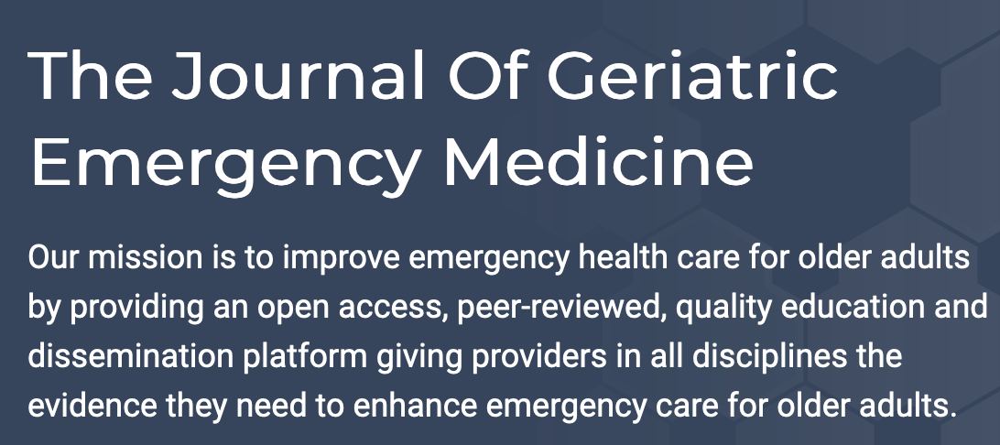 The Journal Of Geriatric
Emergency Medicine
Our mission is to improve emergency health care for older adults
by providing an open access, peer-reviewed, quality education and
dissemination platform giving providers in all disciplines the
evidence they need to enhance emergency care for older adults.